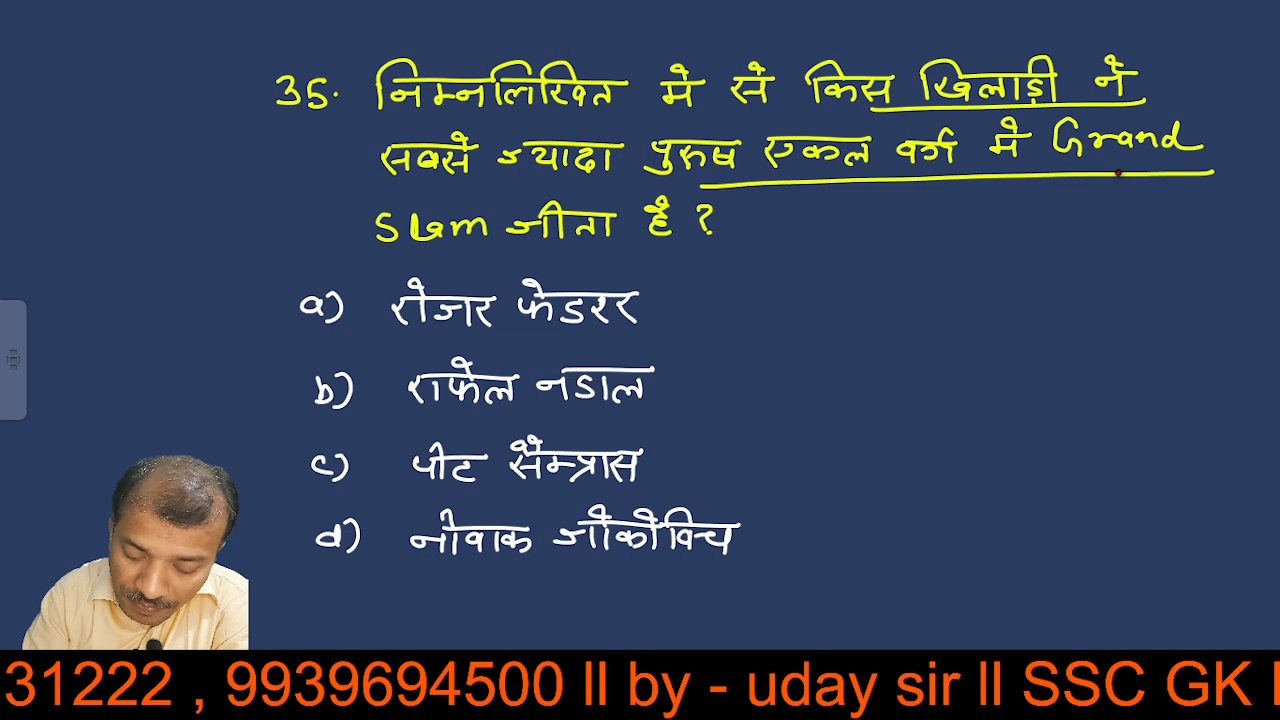 35. निम्नलिखित मे से किस खिलाड़ी ने
सबसे ज्यादा पुरुष एकल वर्ग मे Grand
Slam जीता है ?
a) रोजर फेडरर
b) राफेल नडाल
c) पीट सैम्प्रास
d) नोवाक जोकोविच
31222 , 9939694500 ll by - uday sir ll SSC GK